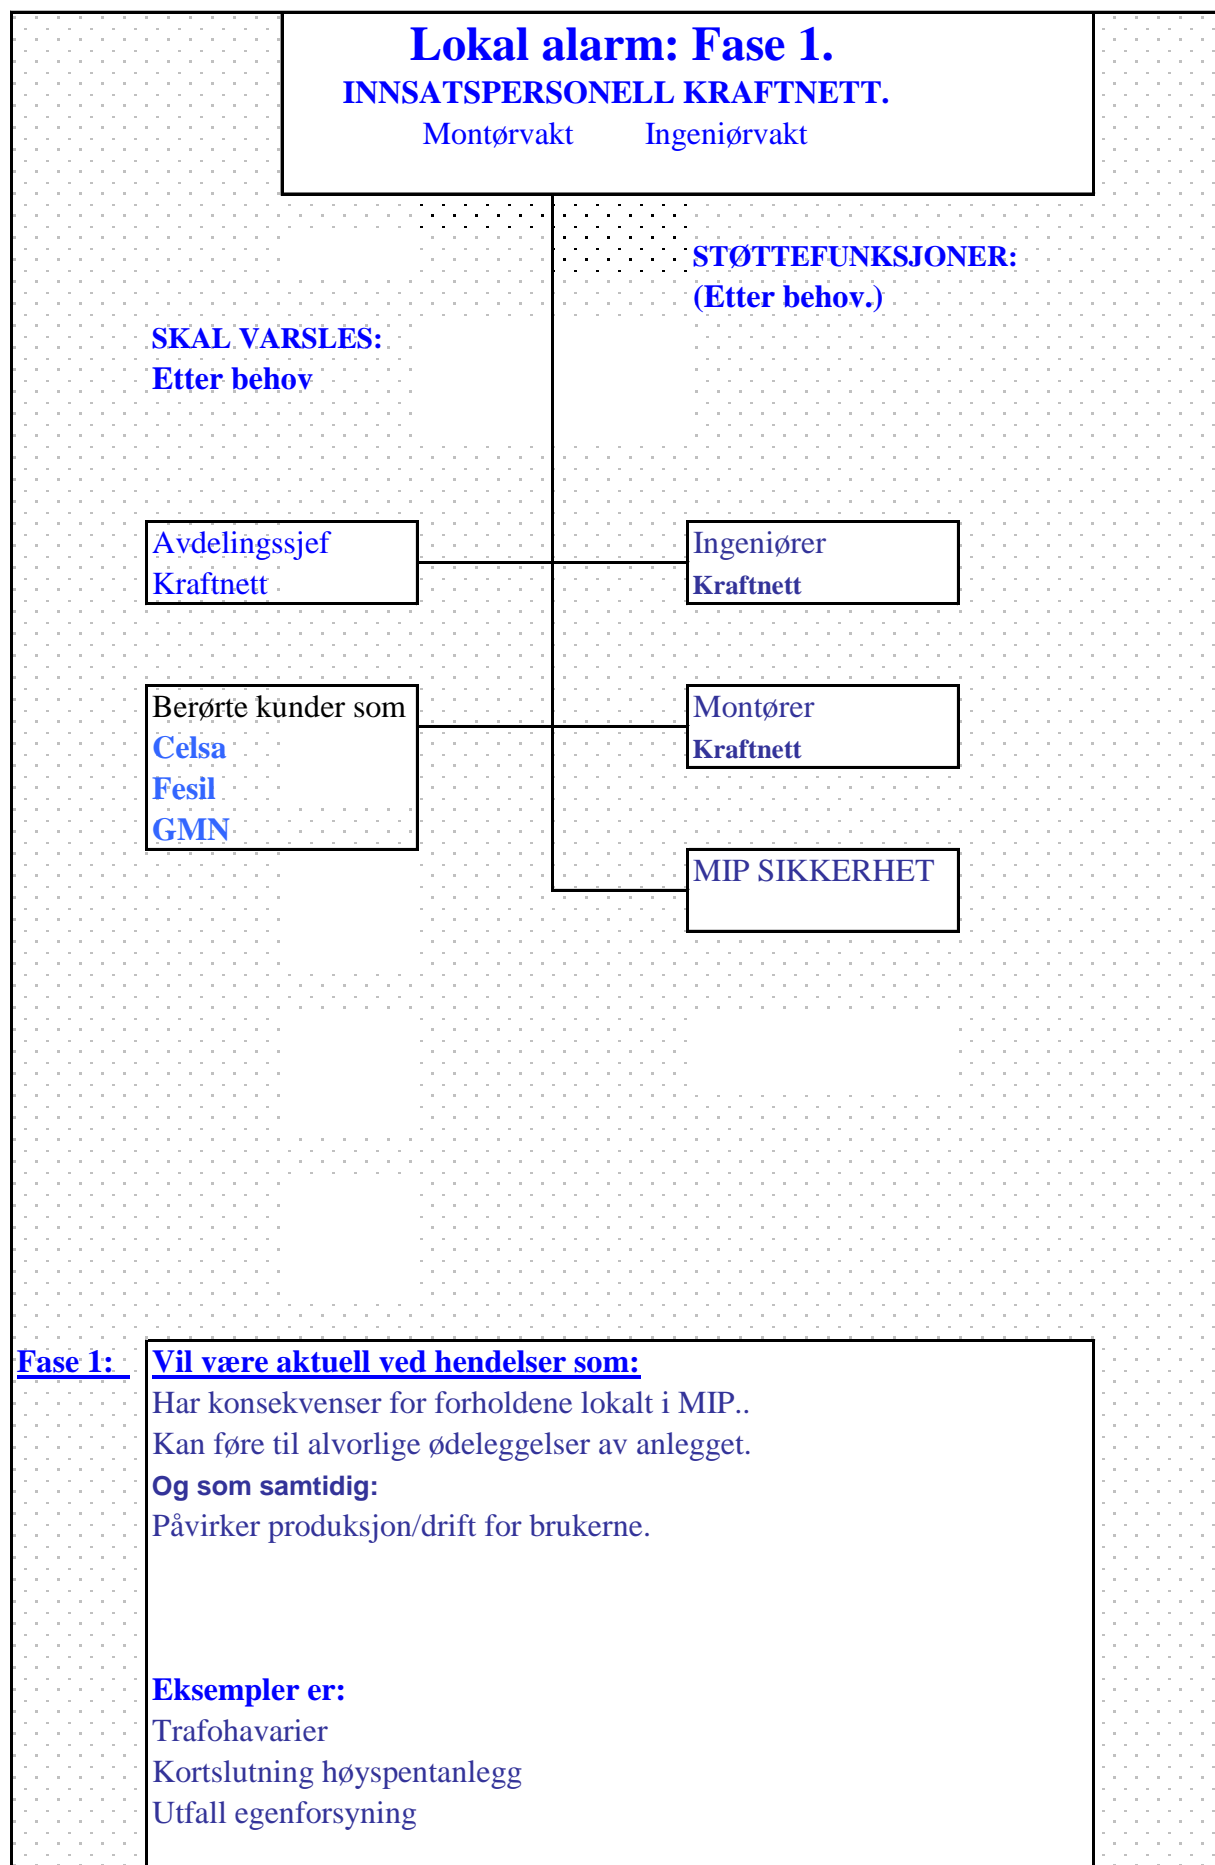 Lokal alarm: Fase 1.
INNSATSPERSONELL KRAFTNETT.
Montørvakt Ingeniørvakt
STØTTEFUNKSJONER:
(Etter behov.)
SKAL VARSLES:
Etter behov
Avdelingssjef
Kraftnett
Ingeniører
Kraftnett
Berørte kunder som
Celsa
Fesil
GMN
Montører
Kraftnett
MIP SIKKERHET
Fase 1:
Vil være aktuell ved hendelser som:
Har konsekvenser for forholdene lokalt i MIP..
Kan føre til alvorlige ødeleggelser av anlegget.
Og som samtidig:
Påvirker produksjon/drift for brukerne.
Eksempler er:
Trafohavarier
Kortslutning høyspentanlegg
Utfall egenforsyning